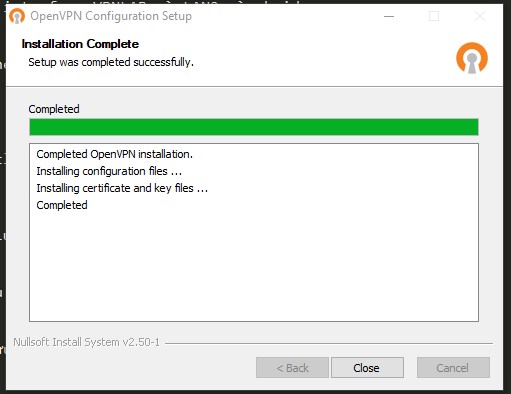 OpenVPN Configuration Setup
Installation Complete
Setup was completed successfully.
Completed
Completed OpenVPN installation.
Installing configuration files ...
Installing certificate and key files ...
Completed
Nullsoft Install System v2.50-1
< Back
Close
Cancel